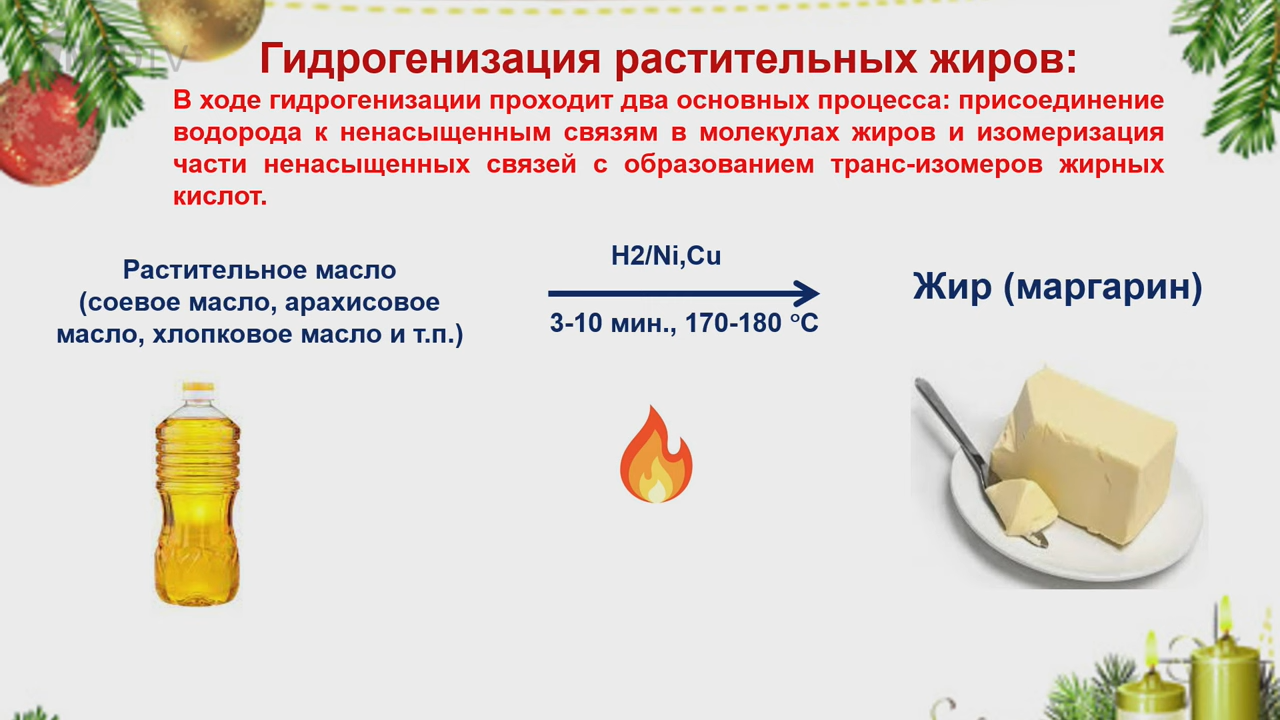 Гидрогенизация растительных жиров:
В ходе гидрогенизации проходит два основных процесса: присоединение
водорода к ненасыщенным связям в молекулах жиров и изомеризация
части ненасыщенных связей с образованием транс-изомеров жирных
кислот.
Растительное масло
(соевое масло, арахисовое
масло, хлопковое масло и т.п.)
H2/Ni,Cu
3-10 мин., 170-180 °С
Жир (маргарин)